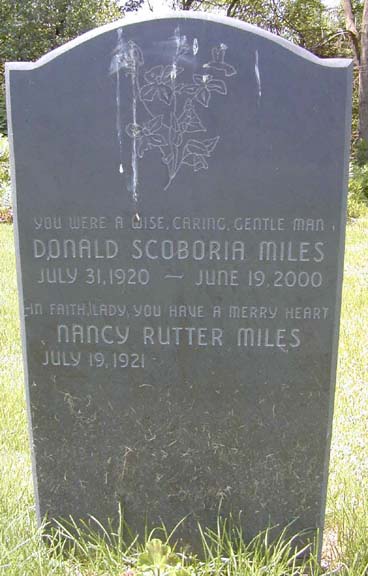 YOU WERE A WISE, CARING, GENTLE MAN
DONALD SCOBORIA MILES
JULY 31, 1920 — JUNE 19, 2000
IN FAITH, LADY, YOU HAVE A MERRY HEART
NANCY RUTTER MILES
JULY 19, 1921